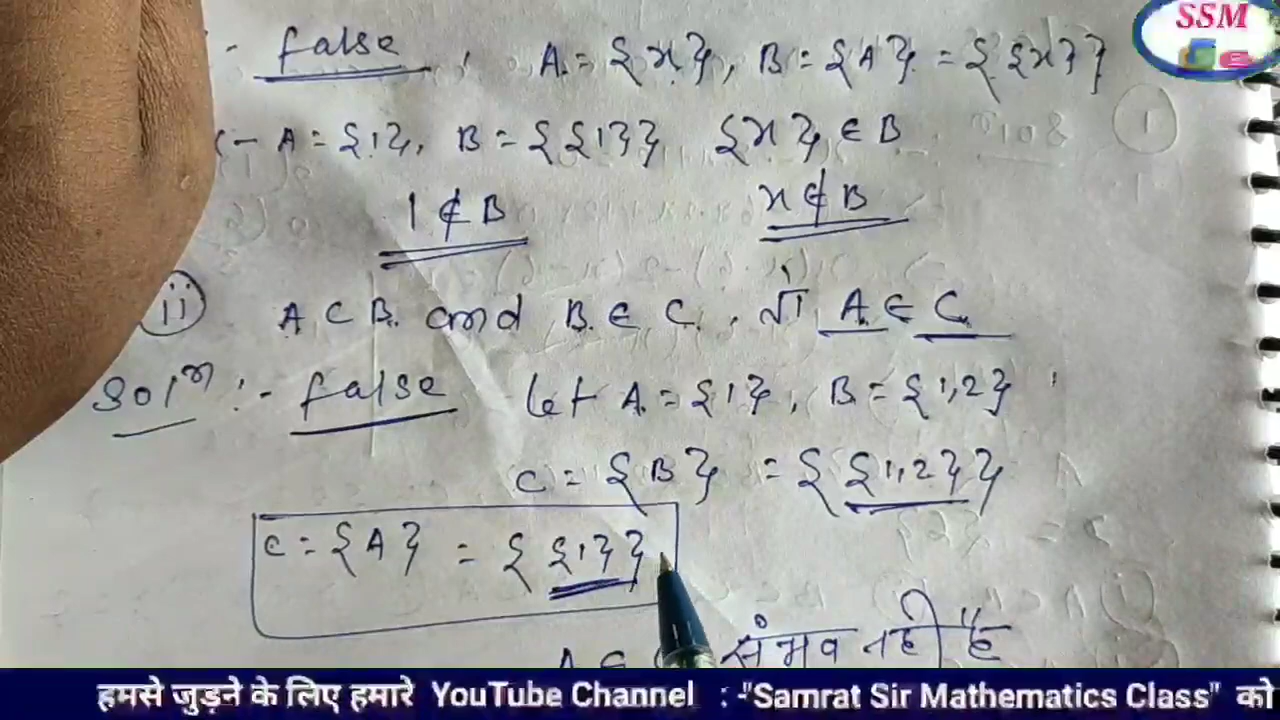 SSM
:- false, A = {x}, B = {A} = {{x}}
:- A = {1}, B = {{1}} {x} ∈ B
1 ∉ B x ∉ B
(ii) A ⊂ B and B ∈ C, तो A ∈ C
Solⁿ :- false let A = {1}, B = {1,2}
C = {B} = {{1,2}}
C = {A} = {{1}}
A ∈ संभव नही है
हमसे जुड़ने के लिए हमारे YouTube Channel :-"Samrat Sir Mathematics Class" को